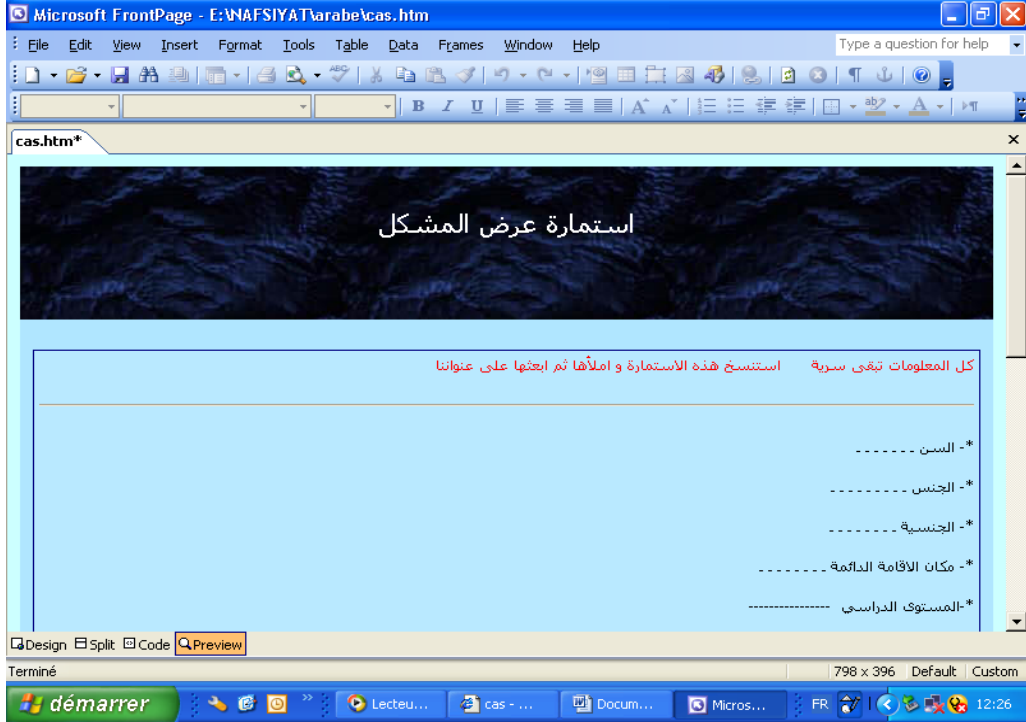 Microsoft FrontPage - E:\NAFSIYAT\arabe\cas.htm
File Edit View Insert Format Tools Table Data Frames Window Help Type a question for help
cas.htm*
استمارة عرض المشكل
كل المعلومات تبقى سرية استنسخ هذه الاستمارة و املأها ثم ابعثها على عنواننا
*- السن - - - - - - -
*- الجنس - - - - - - - - -
*- الجنسية - - - - - - - -
*- مكان الاقامة الدائمة - - - - - - - -
*-المستوى الدراسي ----------------
Design Split Code Preview
Terminé 798 x 396 Default Custom
démarrer Lecteu... cas - ... Docum... Micros... FR 12:26